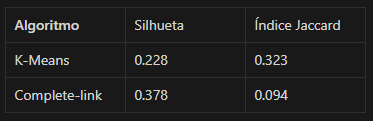 Algoritmo Silhueta Índice Jaccard
K-Means 0.228 0.323
Complete-link 0.378 0.094